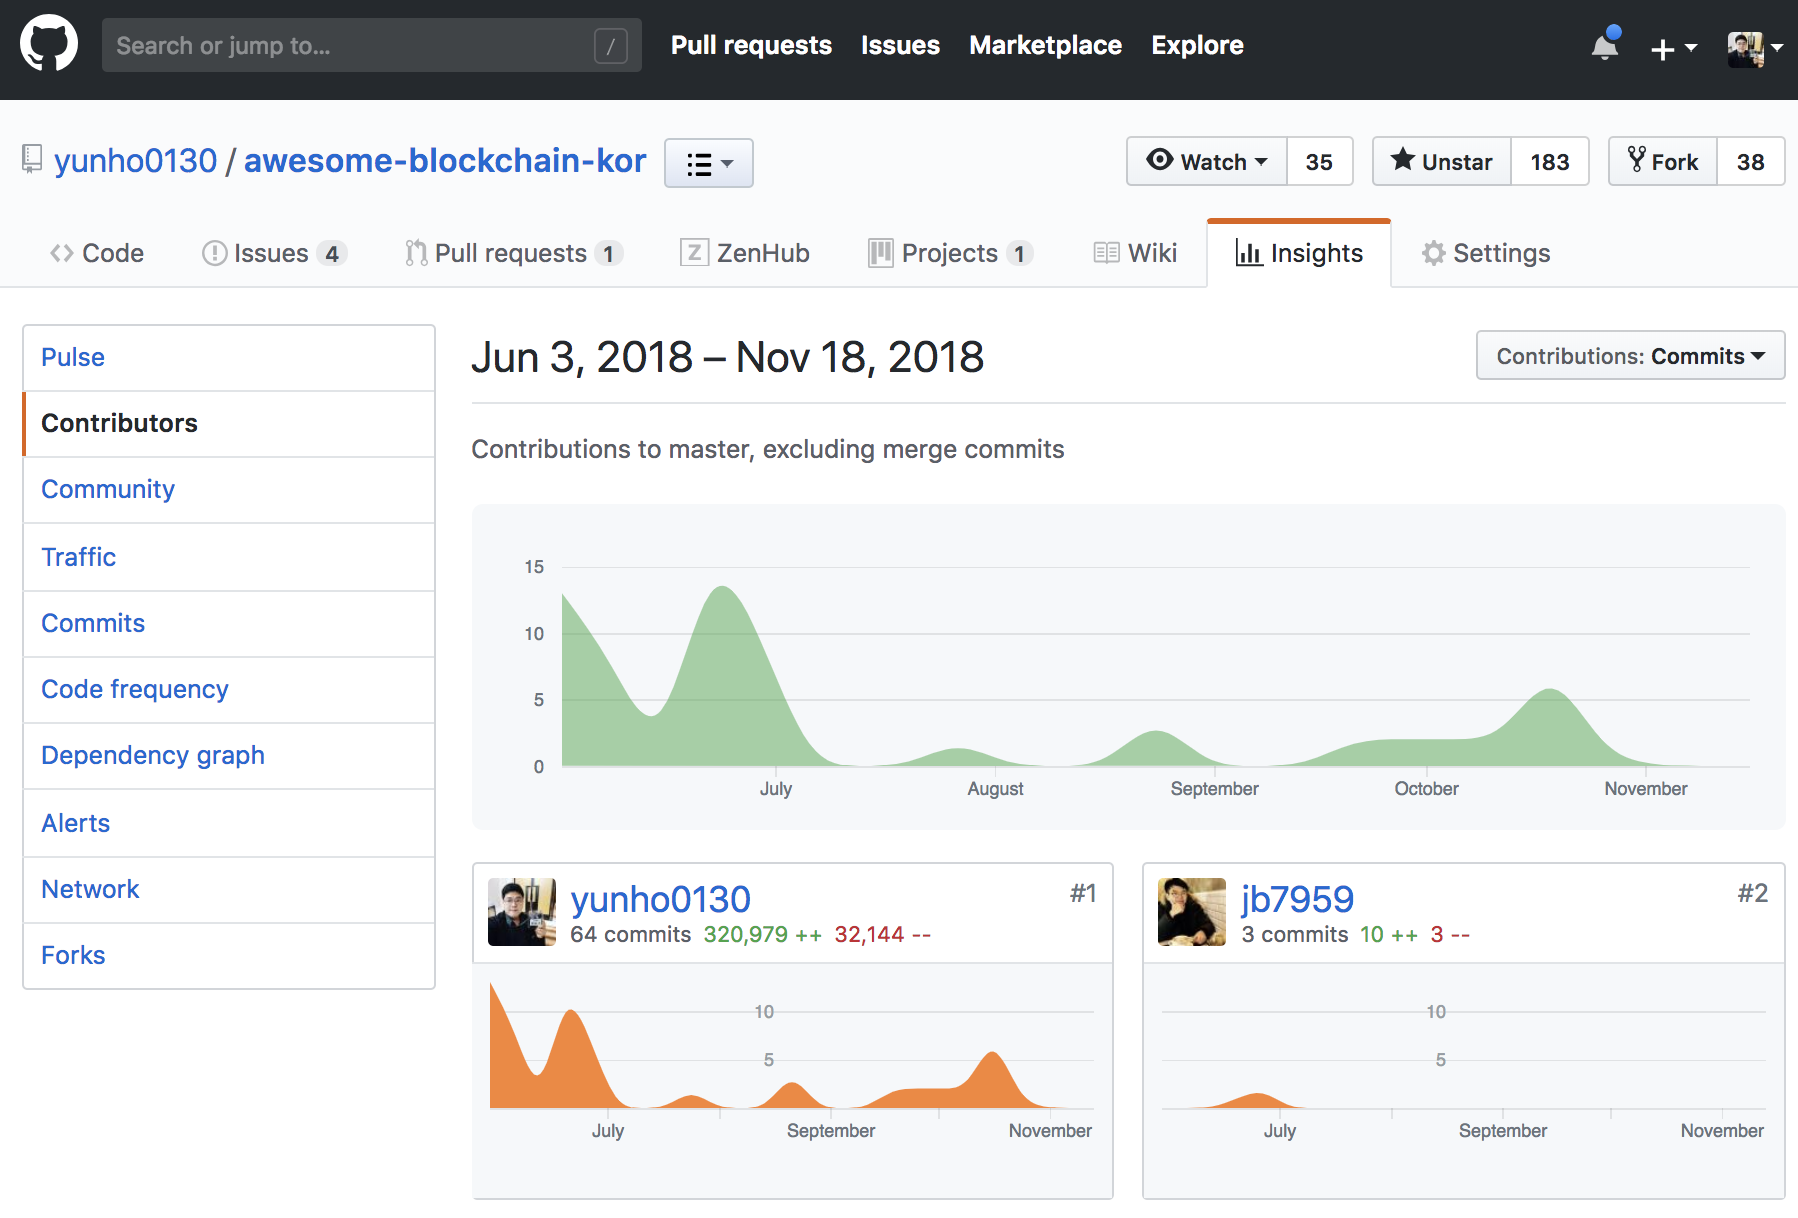 Search or jump to... /
Pull requests Issues Marketplace Explore
yunho0130 / awesome-blockchain-kor
Watch 35 Unstar 183 Fork 38
Code Issues 4 Pull requests 1 Z ZenHub Projects 1 Wiki Insights Settings
Pulse
Contributors
Community
Traffic
Commits
Code frequency
Dependency graph
Alerts
Network
Forks
Jun 3, 2018 – Nov 18, 2018
Contributions: Commits
Contributions to master, excluding merge commits
15
10
5
0
July August September October November
yunho0130 #1
64 commits 320,979 ++ 32,144 --
10
5
July September November
jb7959 #2
3 commits 10 ++ 3 --
10
5
July September November